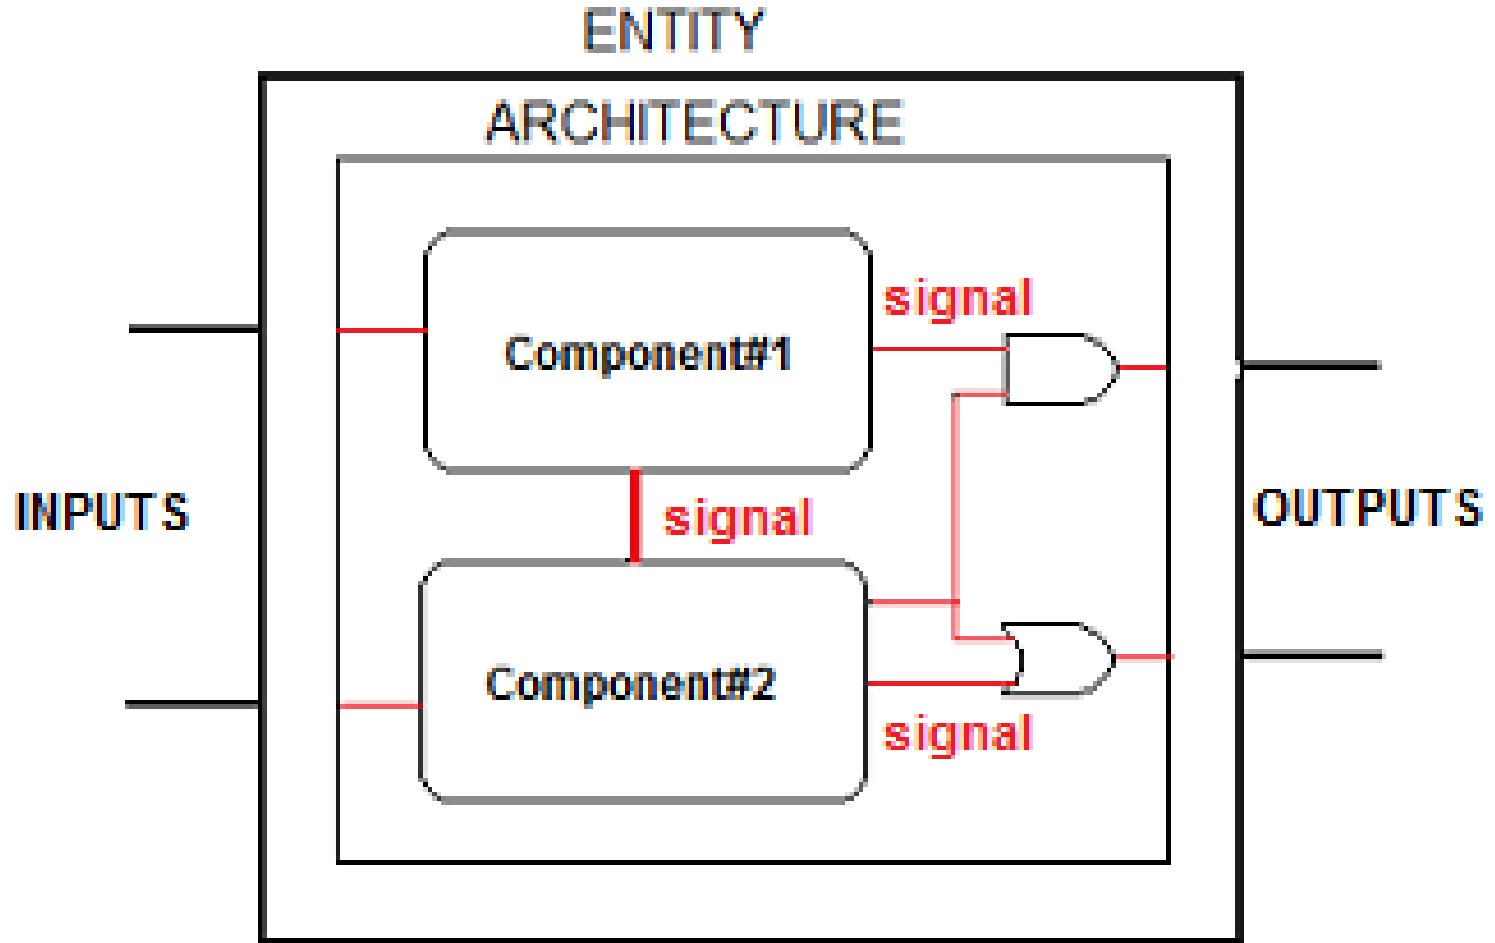 ENTITY
ARCHITECTURE
signal
Component#1
INPUTS
signal
OUTPUTS
Component#2
signal